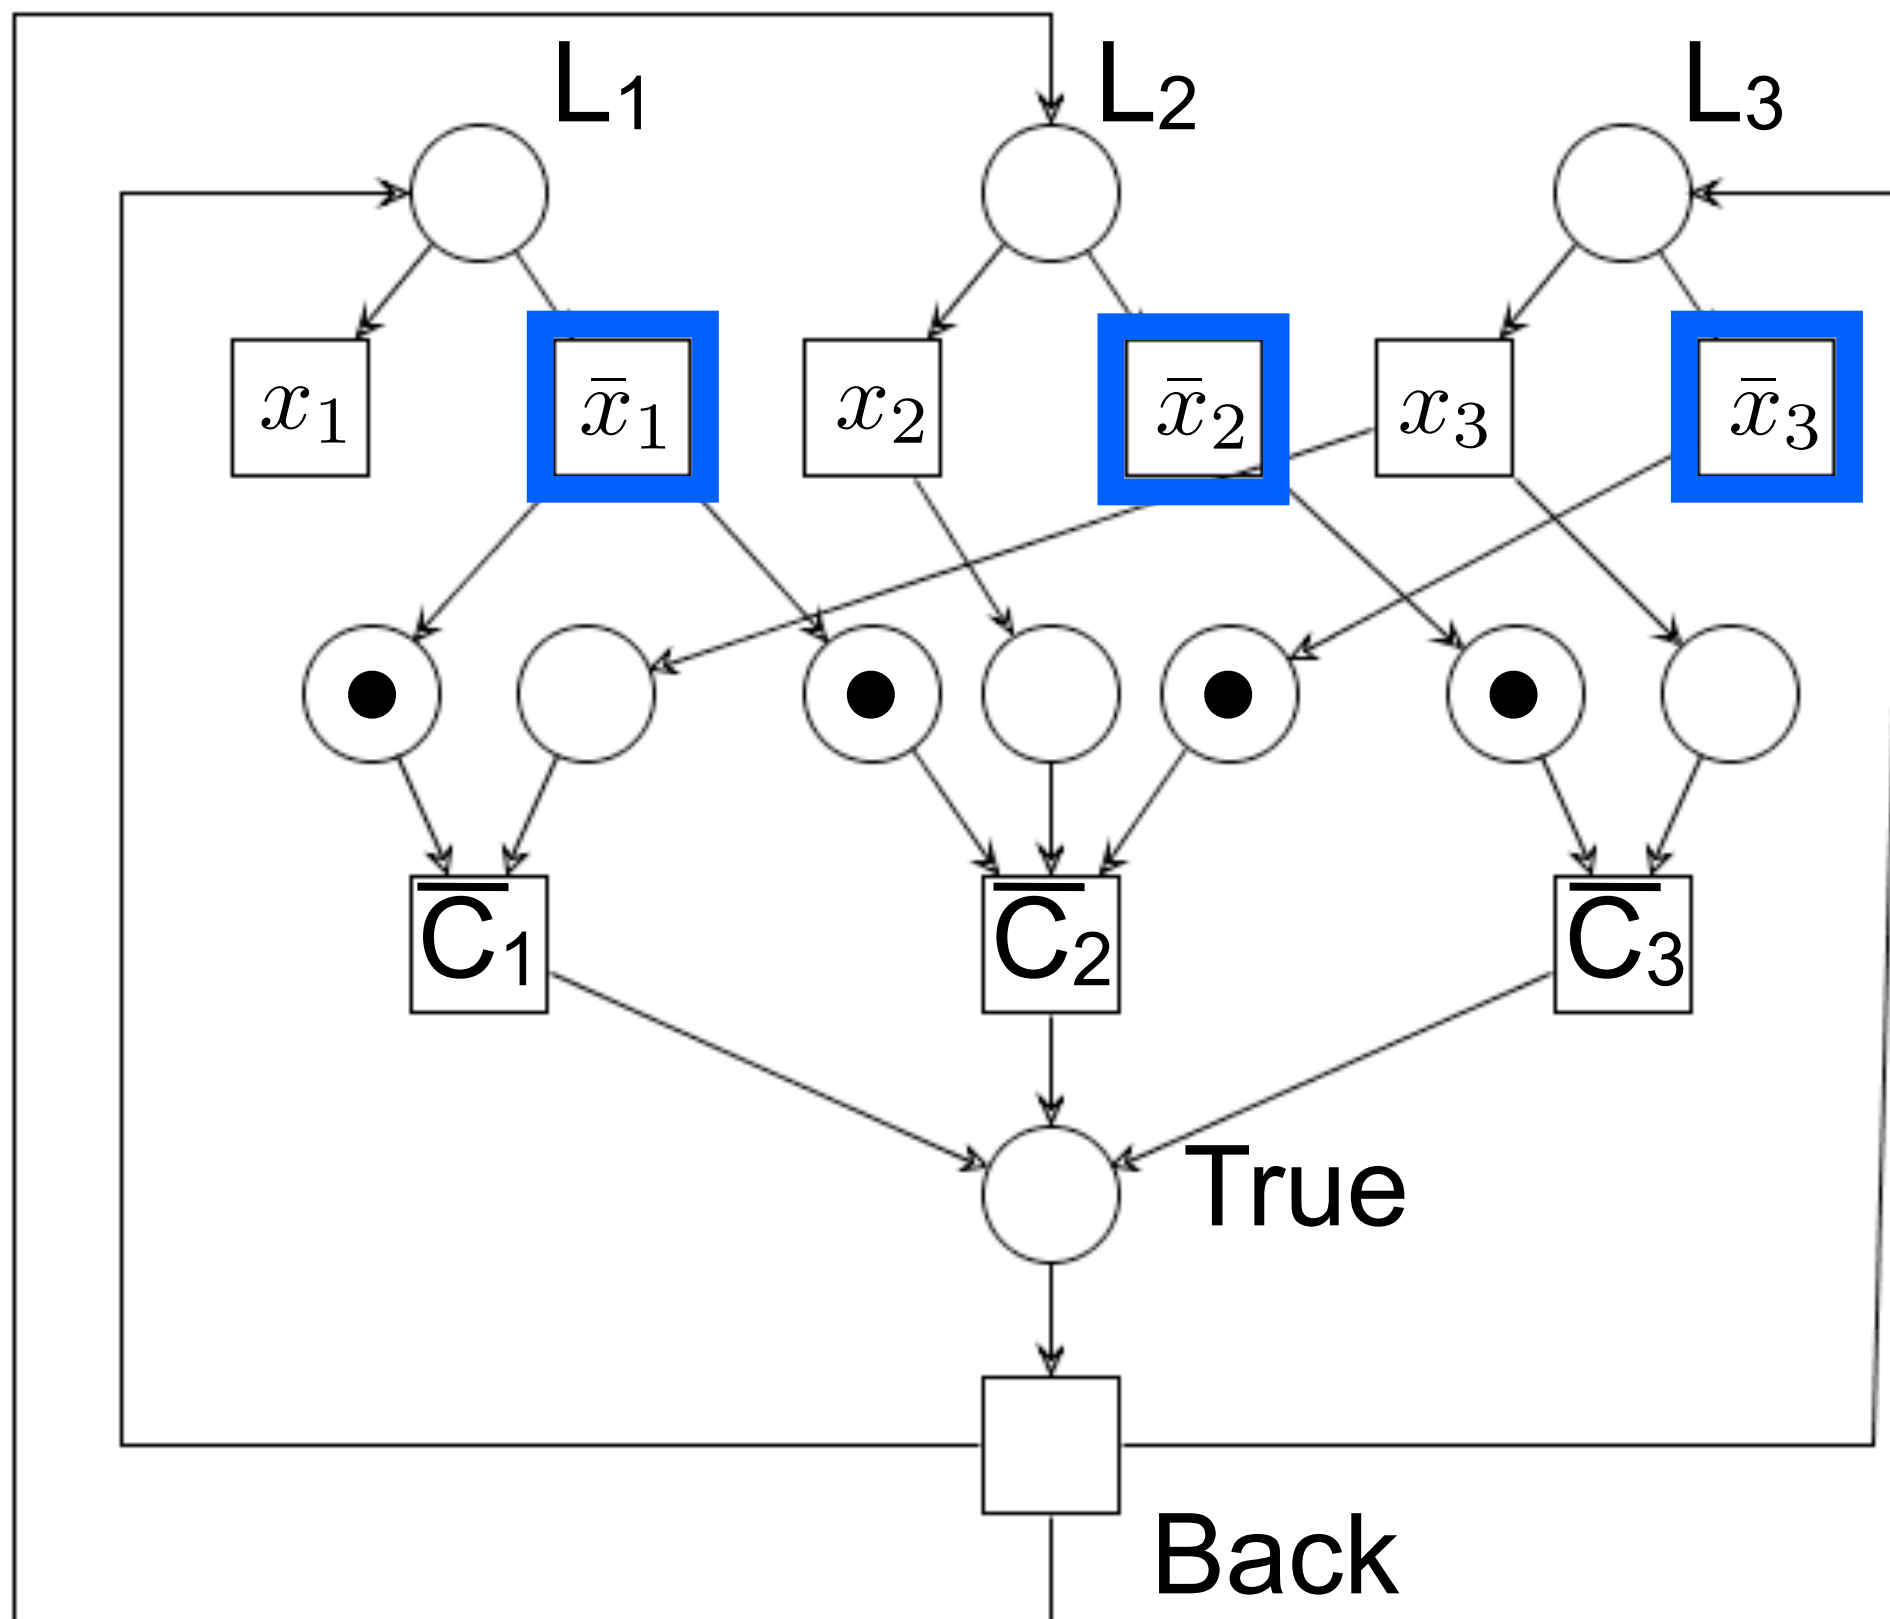 L₁ L₂ L₃
x₁ x̄₁ x₂ x̄₂ x₃ x̄₃
C̅₁ C̅₂ C̅₃
True
Back